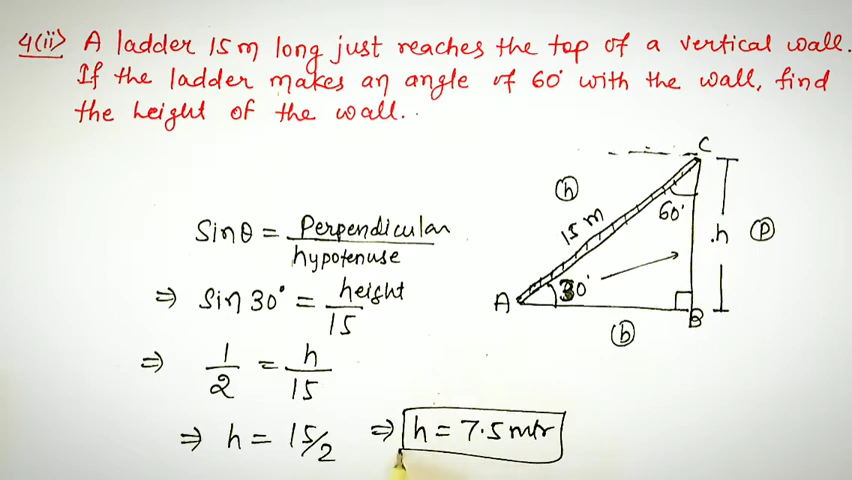 4(ii) A ladder 15m long just reaches the top of a vertical wall.
If the ladder makes an angle of 60° with the wall, find
the height of the wall.
C
h
60°
15 m
h
p
A
30°
B
b
Sinθ = Perpendicular/hypotenuse
⇒ Sin 30° = height/15
⇒ 1/2 = h/15
⇒ h = 15/2 ⇒ h = 7.5 mtr